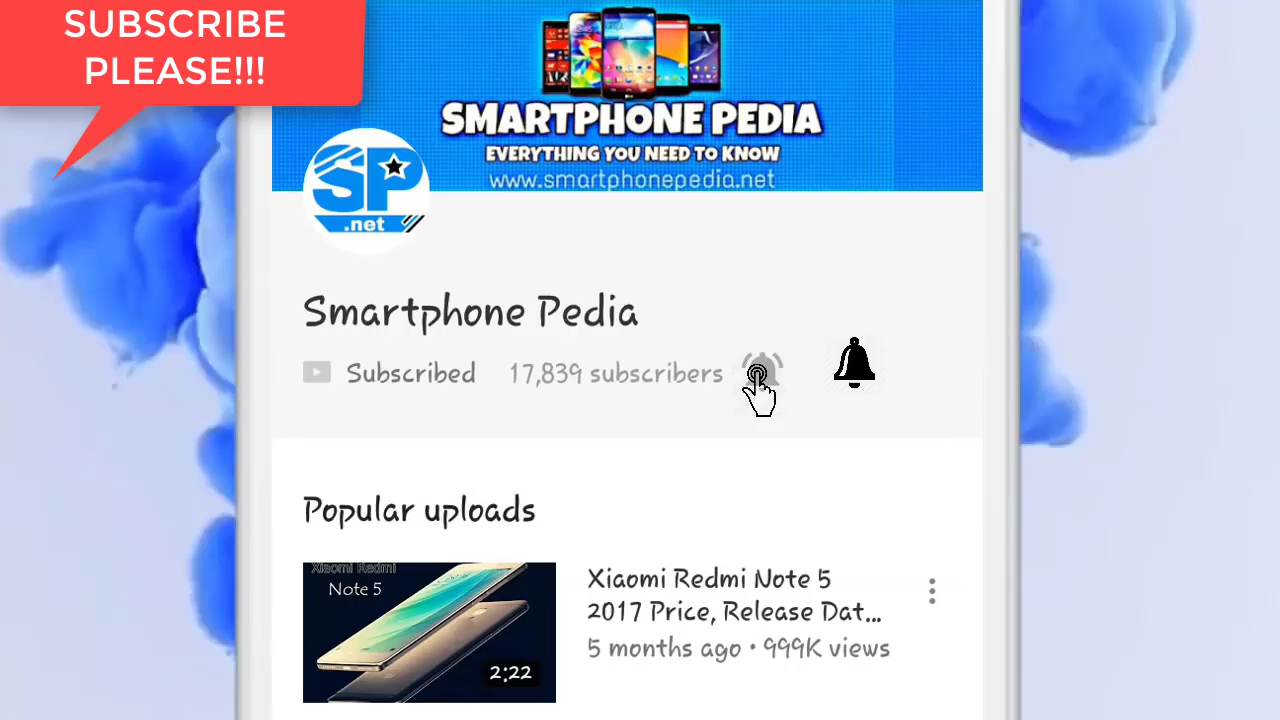 SUBSCRIBE
PLEASE!!!
SMARTPHONE PEDIA
EVERYTHING YOU NEED TO KNOW
www.smartphonepedia.net
SP
.net
Smartphone Pedia
Subscribed 17,839 subscribers
Popular uploads
Xiaomi Redmi
Note 5
2:22
Xiaomi Redmi Note 5
2017 Price, Release Dat...
5 months ago • 999K views